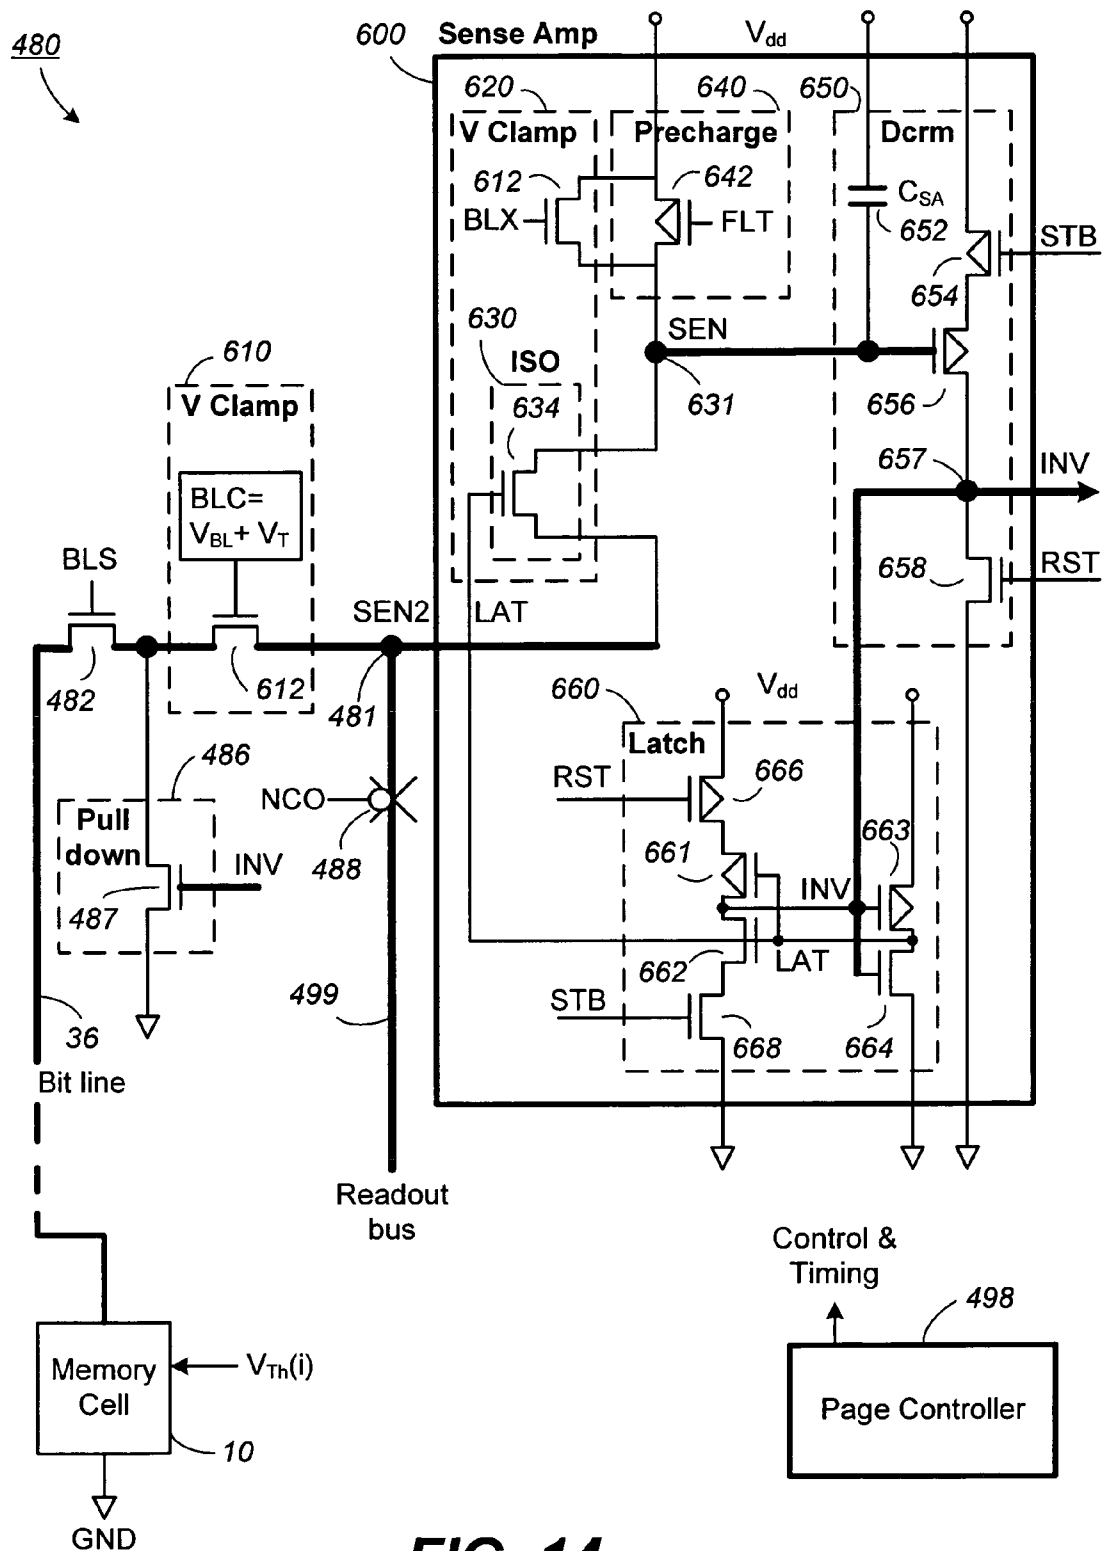 480
600
Sense Amp
Vdd
620
640
650
V Clamp
Precharge
Dcrm
612
642
CSA
BLX
FLT
652
STB
654
630
SEN
610
ISO
V Clamp
634
631
656
657
INV
BLC=
VBL+ VT
BLS
658
RST
SEN2
LAT
482
612
481
660
Vdd
Latch
486
RST
666
NCO
Pull
down
661
663
INV
488
INV
487
662
LAT
499
STB
668
664
36
Bit line
Readout
bus
Control &
Timing
498
Memory
Cell
VTh(i)
Page Controller
10
GND
FIG. 14